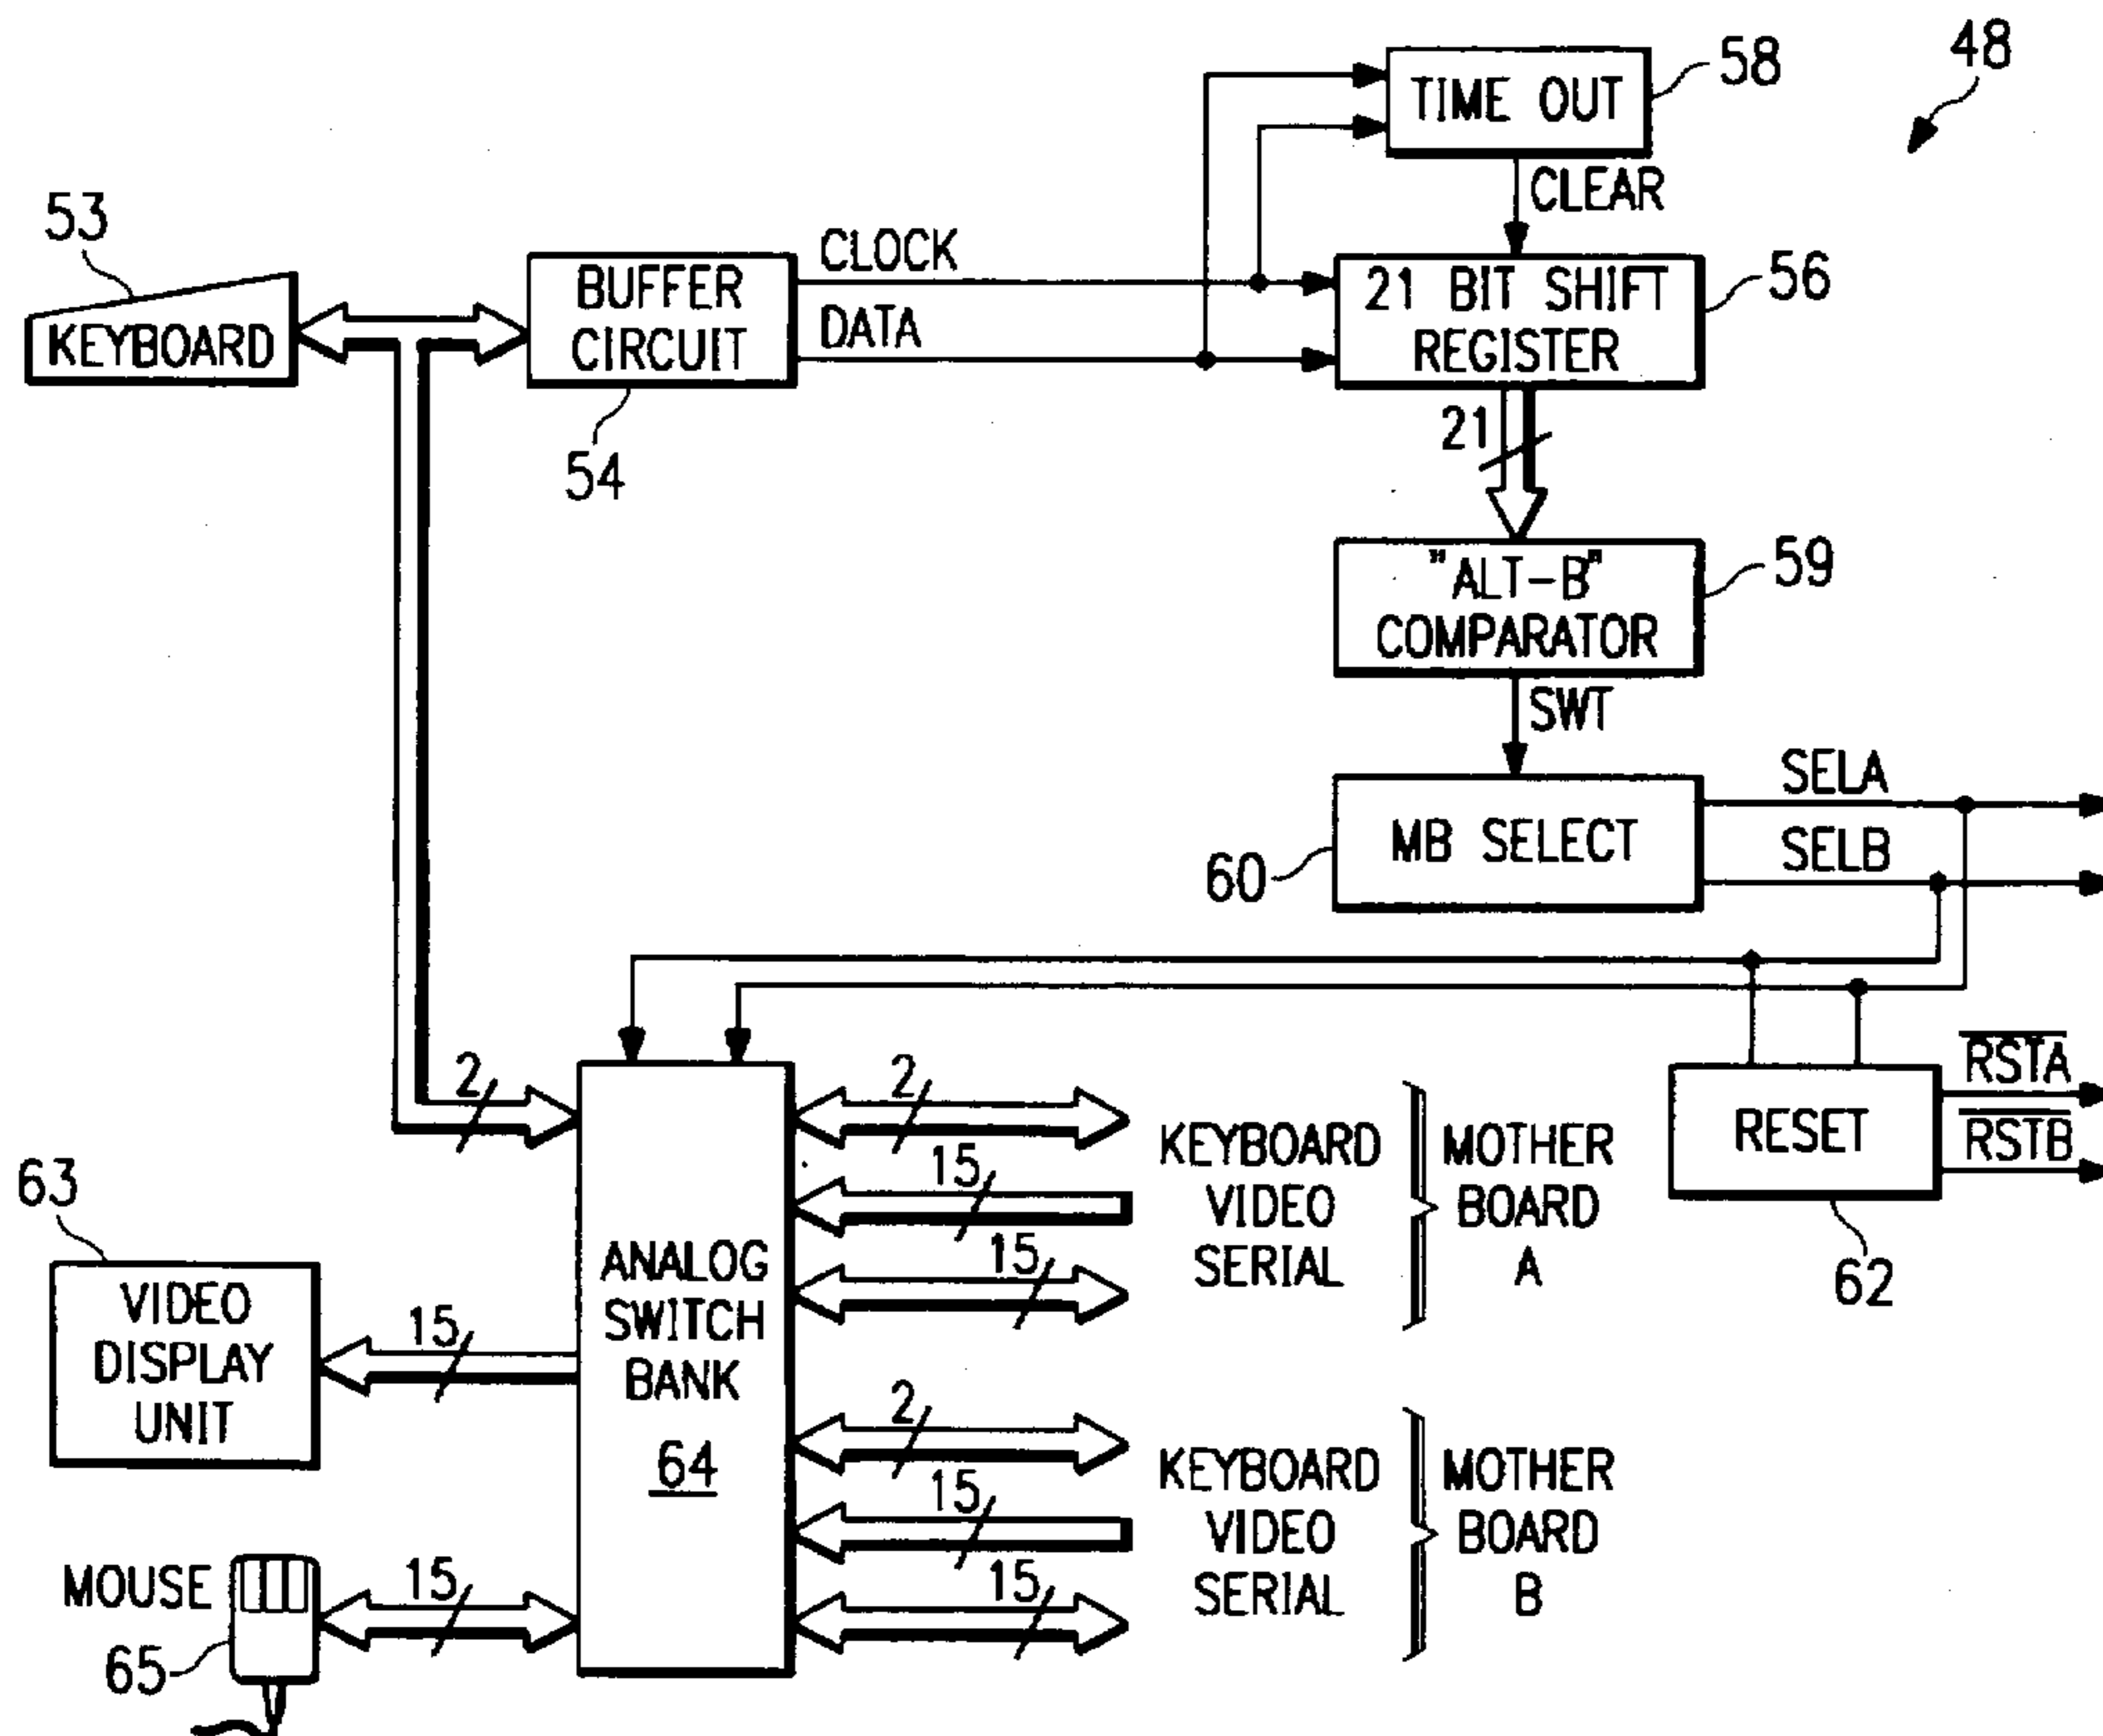 48
58
TIME OUT
CLEAR
53
KEYBOARD
BUFFER
CIRCUIT
54
CLOCK
DATA
21 BIT SHIFT
REGISTER
56
21
"ALT-B"
COMPARATOR
59
SWT
MB SELECT
60
SELA
SELB
RESET
62
RSTA
RSTB
2
ANALOG
SWITCH
BANK
64
63
VIDEO
DISPLAY
UNIT
15
MOUSE
65
15
2
15
15
KEYBOARD
VIDEO
SERIAL
MOTHER
BOARD
A
2
15
15
KEYBOARD
VIDEO
SERIAL
MOTHER
BOARD
B